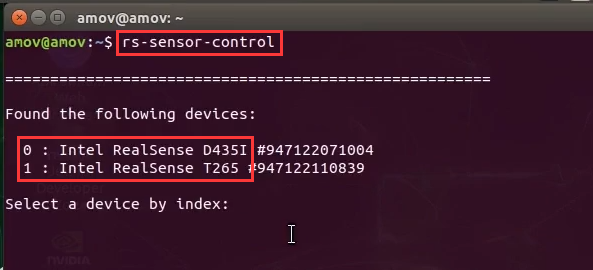 amov@amov: ~
amov@amov:~$ rs-sensor-control
======================================================
Found the following devices:
0 : Intel RealSense D435I #947122071004
1 : Intel RealSense T265 #947122110839
Select a device by index:
NVIDIA